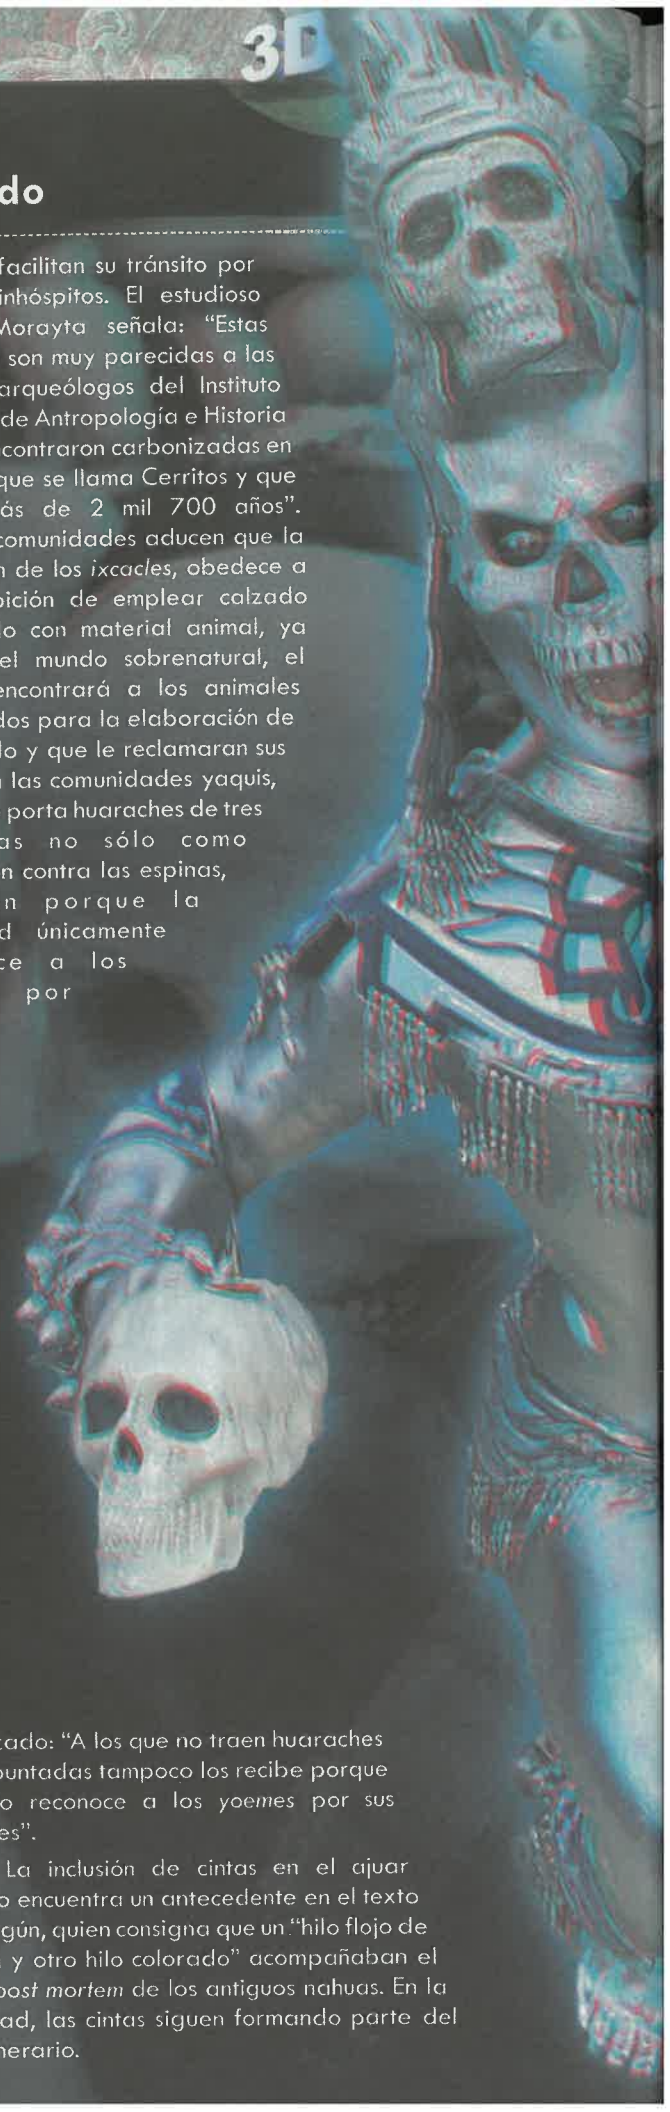 3D
do
facilitan su tránsito por
inhóspitos. El estudioso
Morayta señala: “Estas
son muy parecidas a las
arqueólogos del Instituto
de Antropología e Historia
contraron carbonizadas en
que se llama Cerritos y que
ás de 2 mil 700 años”.
comunidades aducen que la
n de los ixcacles, obedece a
bición de emplear calzado
do con material animal, ya
el mundo sobrenatural, el
encontrará a los animales
dos para la elaboración de
lo y que le reclamaran sus
las comunidades yaquis,
porta huaraches de tres
as no sólo como
n contra las espinas,
n porque la
d únicamente
ce a los
por
cado: “A los que no traen huaraches
puntadas tampoco los recibe porque
o reconoce a los yoemes por sus
es”.
La inclusión de cintas en el ajuar
o encuentra un antecedente en el texto
gún, quien consigna que un “hilo flojo de
y otro hilo colorado” acompañaban el
post mortem de los antiguos nahuas. En la
ad, las cintas siguen formando parte del
nerario.